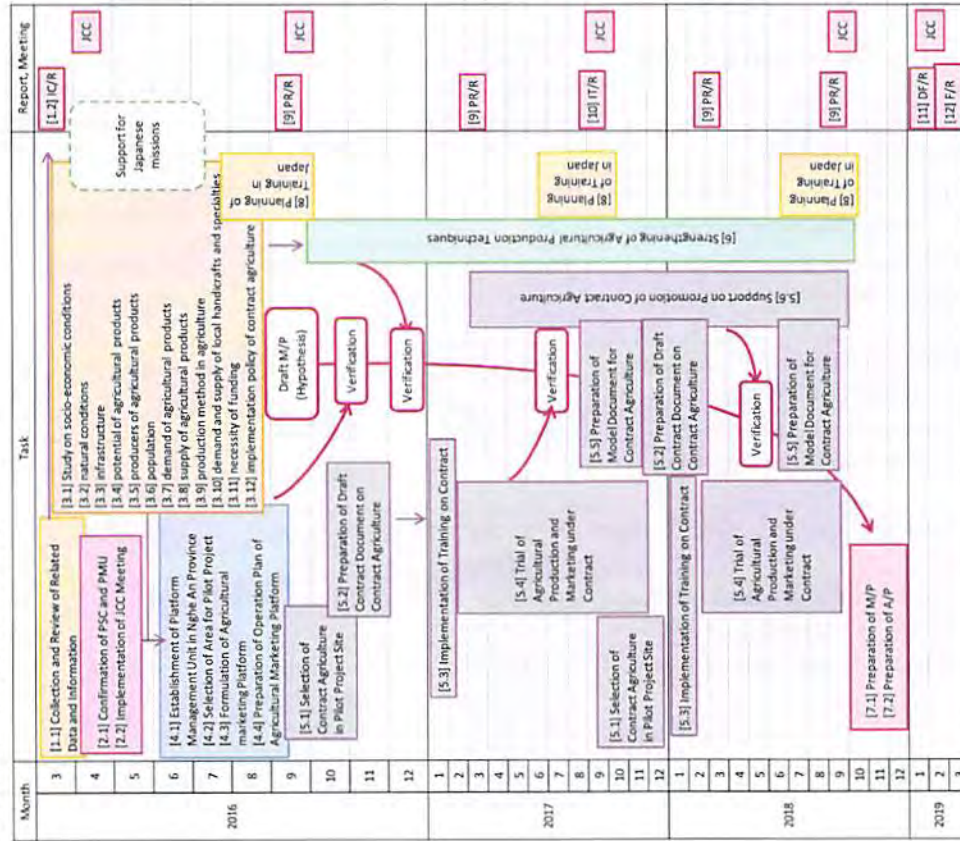 Month
Task
Report, Meeting
2016
3
4
5
6
7
8
9
10
11
12
2017
1
2
3
4
5
6
7
8
9
10
11
12
2018
1
2
3
4
5
6
7
8
9
10
11
12
2019
1
2
3
[1.1] Collection and Review of Related
Data and Information
[2.1] Confirmation of PSC and PMU
[2.2] Implementation of JCC Meeting
[3.1] Study on socio-economic conditions
[3.2] natural conditions
[3.3] infrastructure
[3.4] potential of agricultural products
[3.5] producers of agricultural products
[3.6] population
[3.7] demand of agricultural products
[3.8] supply of agricultural products
[3.9] production method in agriculture
[3.10] demand and supply of local handicrafts and specialties
[3.11] necessity of funding
[3.12] implementation policy of contract agriculture
Support for
Japanese
missions
[1.2] IC/R
JCC
[4.1] Establishment of Platform
Management Unit in Nghe An Province
[4.2] Selection of Area for Pilot Project
[4.3] Formulation of Agricultural
marketing Platform
[4.4] Preparation of Operation Plan of
Agricultural Marketing Platform
[8] Planning of
Training in
Japan
[5.1] Selection of
Contract Agriculture
in Pilot Project Site
[5.2] Preparation of Draft
Contract Document on
Contract Agriculture
Draft M/P
(Hypothesis)
Verification
Verification
[9] PR/R
JCC
[6] Strengthening of Agricultural Production Techniques
[5.3] Implementation of Training on Contract
[5.4] Trial of
Agricultural
Production and
Marketing under
Contract
Verification
[5.6] Support on Promotion of Contract Agriculture
[8] Planning
of Training
in Japan
[9] PR/R
[10] IT/R
JCC
[5.1] Selection of
Contract Agriculture
in Pilot Project Site
[5.5] Preparation of
Model Document for
Contract Agriculture
[5.2] Preparation of Draft
Contract Document on
Contract Agriculture
[5.3] Implementation of Training on Contract
[5.4] Trial of
Agricultural
Production and
Marketing under
Contract
Verification
[5.5] Preparation of
Model Document for
Contract Agriculture
[8] Planning
of Training
in Japan
[9] PR/R
[9] PR/R
JCC
[7.1] Preparation of M/P
[7.2] Preparation of A/P
[11] DF/R
[12] F/R
JCC